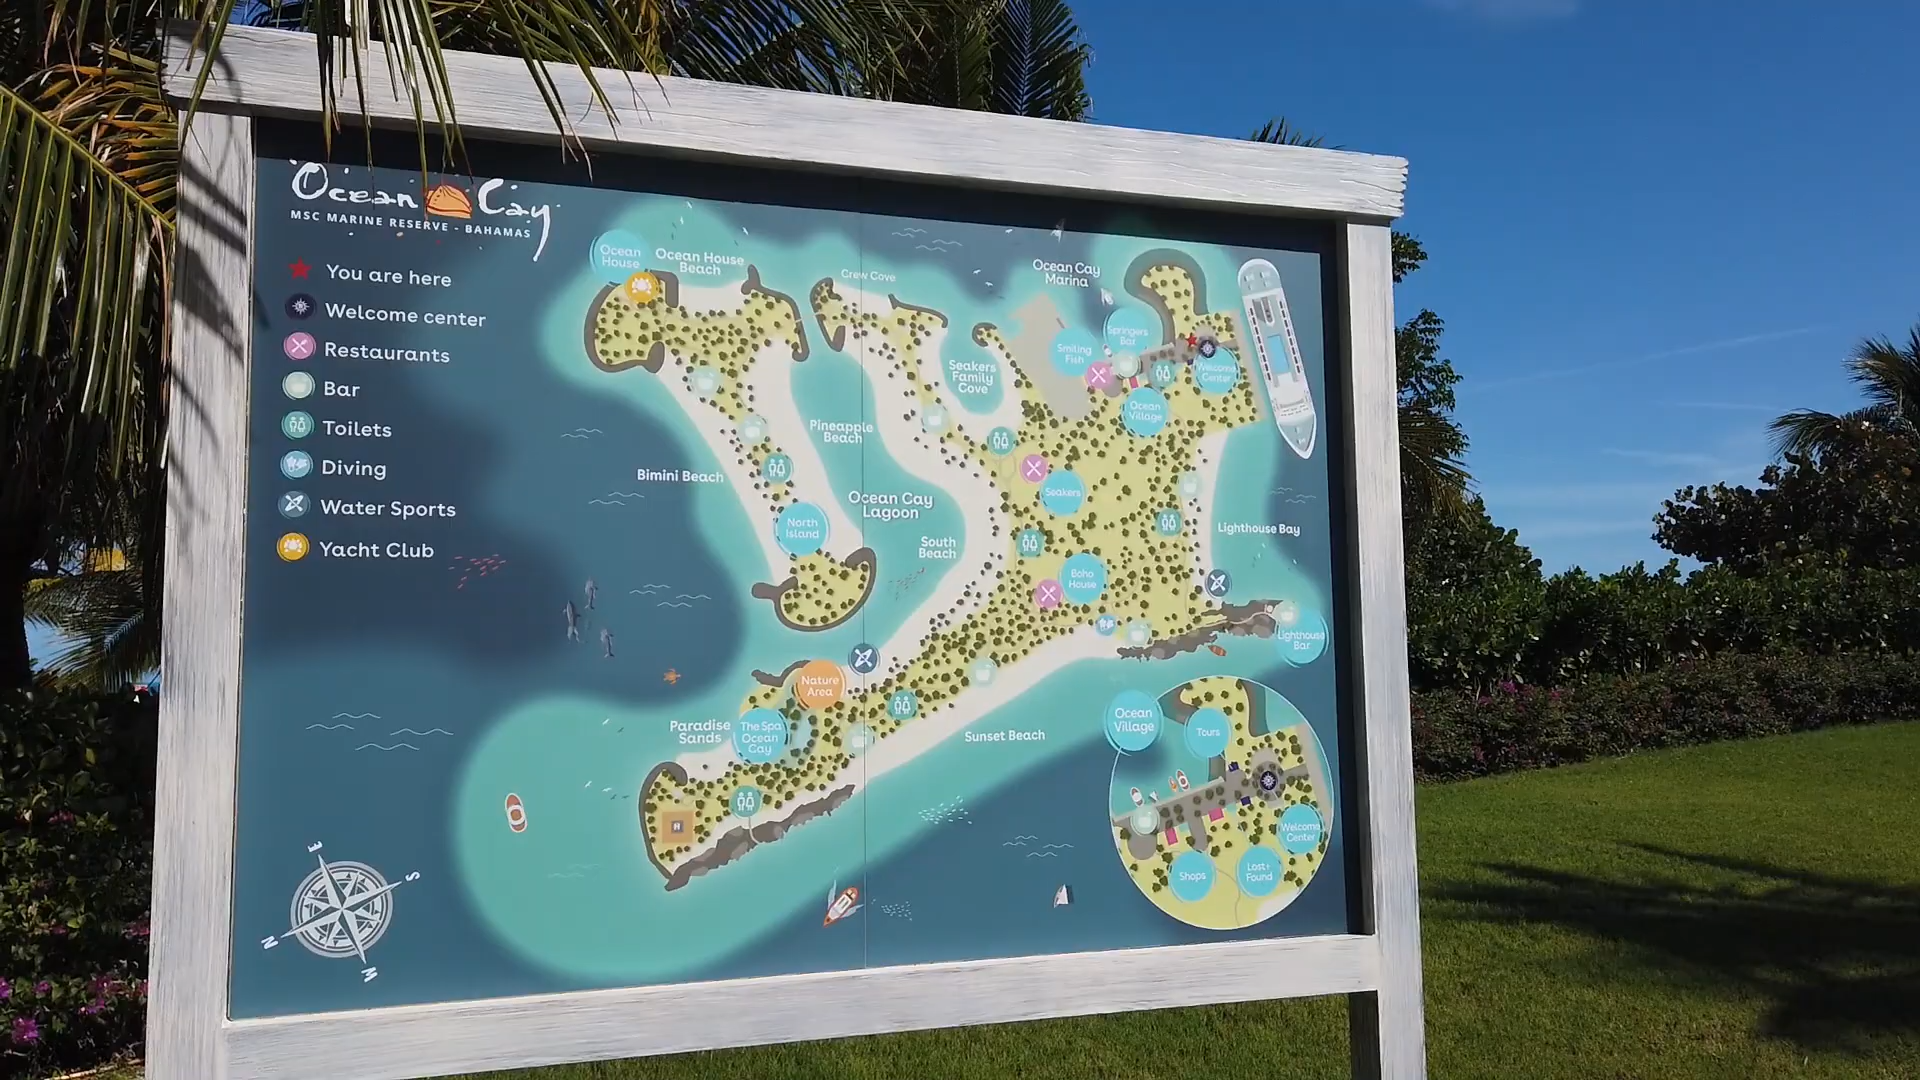 Ocean Cay
MSC MARINE RESERVE - BAHAMAS
You are here
Welcome center
Restaurants
Bar
Toilets
Diving
Water Sports
Yacht Club
Ocean
House
Ocean House
Beach
Crew Cove
Ocean Cay
Marina
Springers
Bar
Smiling
Fish
Welcome
Center
Seakers
Family
Cove
Ocean
Village
Pineapple
Beach
Bimini Beach
Ocean Cay
Lagoon
Seakers
North
Island
South
Beach
Lighthouse Bay
Boho
House
Lighthouse
Bar
Nature
Area
Paradise
Sands
The Spa
Ocean
Cay
Sunset Beach
Ocean
Village
Tours
Welcome
Center
Shops
Lost+
Found
H
E
S
N
W